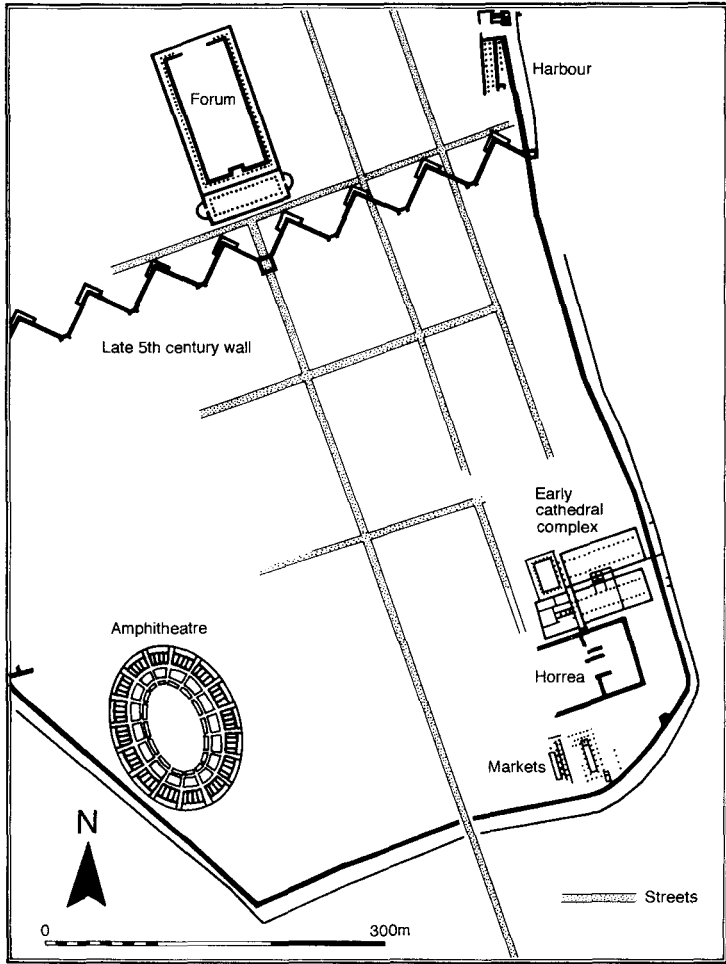 Forum
Harbour
Late 5th century wall
Early
cathedral
complex
Amphitheatre
Horrea
Markets
N
Streets
0 300m